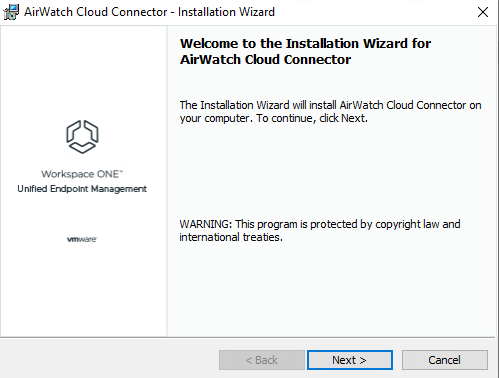 AirWatch Cloud Connector - Installation Wizard
Welcome to the Installation Wizard for
AirWatch Cloud Connector
The Installation Wizard will install AirWatch Cloud Connector on
your computer. To continue, click Next.
Workspace ONE™
Unified Endpoint Management
vmware
WARNING: This program is protected by copyright law and
international treaties.
< Back
Next >
Cancel